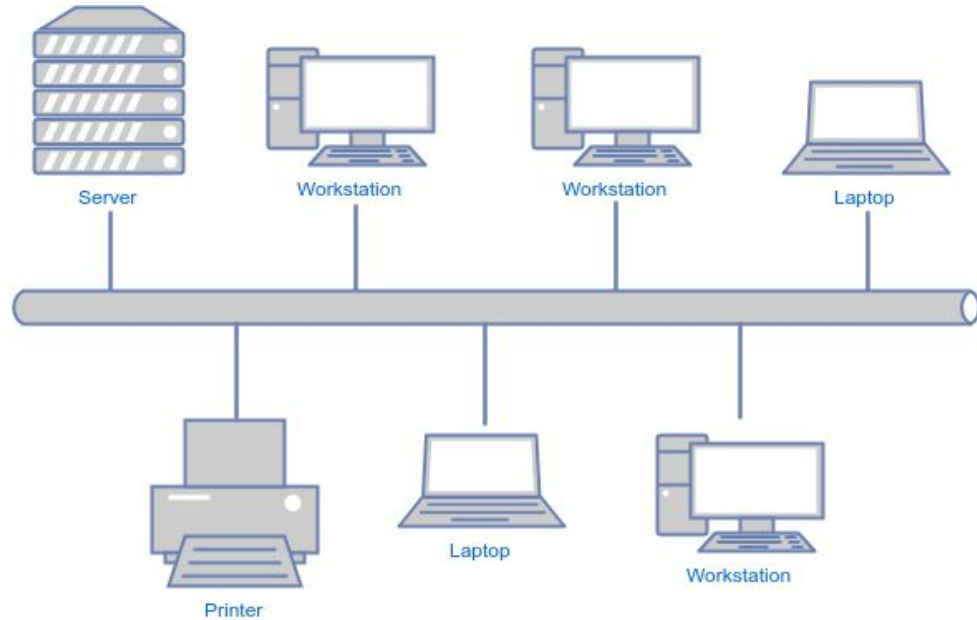 Server
Workstation
Workstation
Laptop
Printer
Laptop
Workstation